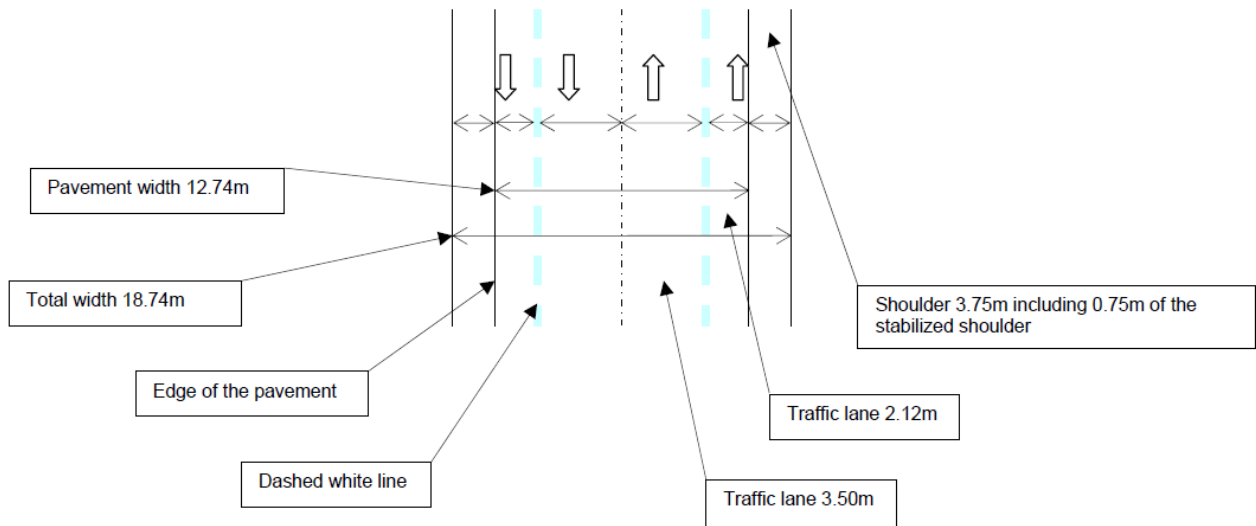 Pavement width 12.74m
Total width 18.74m
Shoulder 3.75m including 0.75m of the
stabilized shoulder
Edge of the pavement
Traffic lane 2.12m
Dashed white line
Traffic lane 3.50m